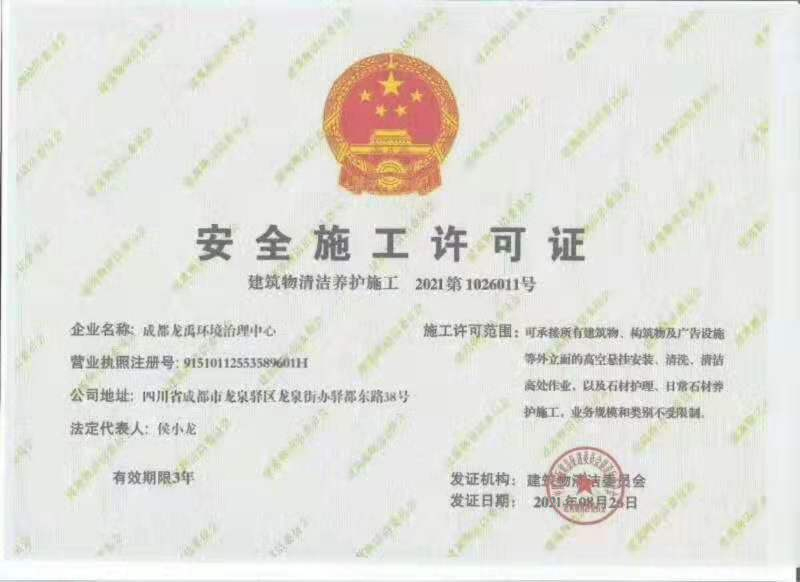 安全施工许可证
建筑物清洁养护施工 2021第1026011号
企业名称: 成都龙禹环境治理中心
营业执照注册号: 91510112553589601H
公司地址: 四川省成都市龙泉驿区龙泉街办驿都东路38号
法定代表人: 侯小龙
有效期限3年
施工许可范围: 可承接所有建筑物、构筑物及广告设施
等外立面的高空悬挂安装、清洗、清洁
高处作业，以及石材护理、日常石材养
护施工，业务规模和类别不受限制。
发证机构: 建筑物清洁委员会
发证日期: 2021年08月26日